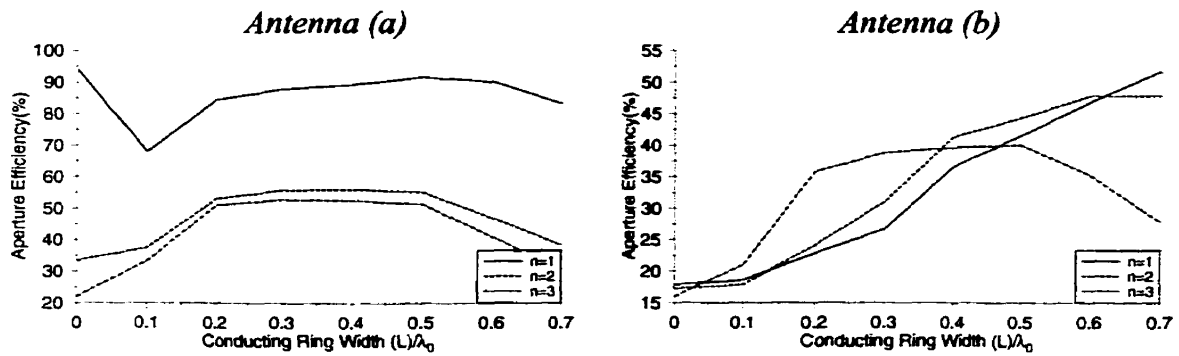 Antenna (a)
100
90
80
70
60
50
40
30
20
Aperture Efficiency(%)
0 0.1 0.2 0.3 0.4 0.5 0.6 0.7
Conducting Ring Width (L)/λ₀
n=1
n=2
n=3
Antenna (b)
55
50
45
40
35
30
25
20
15
Aperture Efficiency(%)
0 0.1 0.2 0.3 0.4 0.5 0.6 0.7
Conducting Ring Width (L)/λ₀
n=1
n=2
n=3